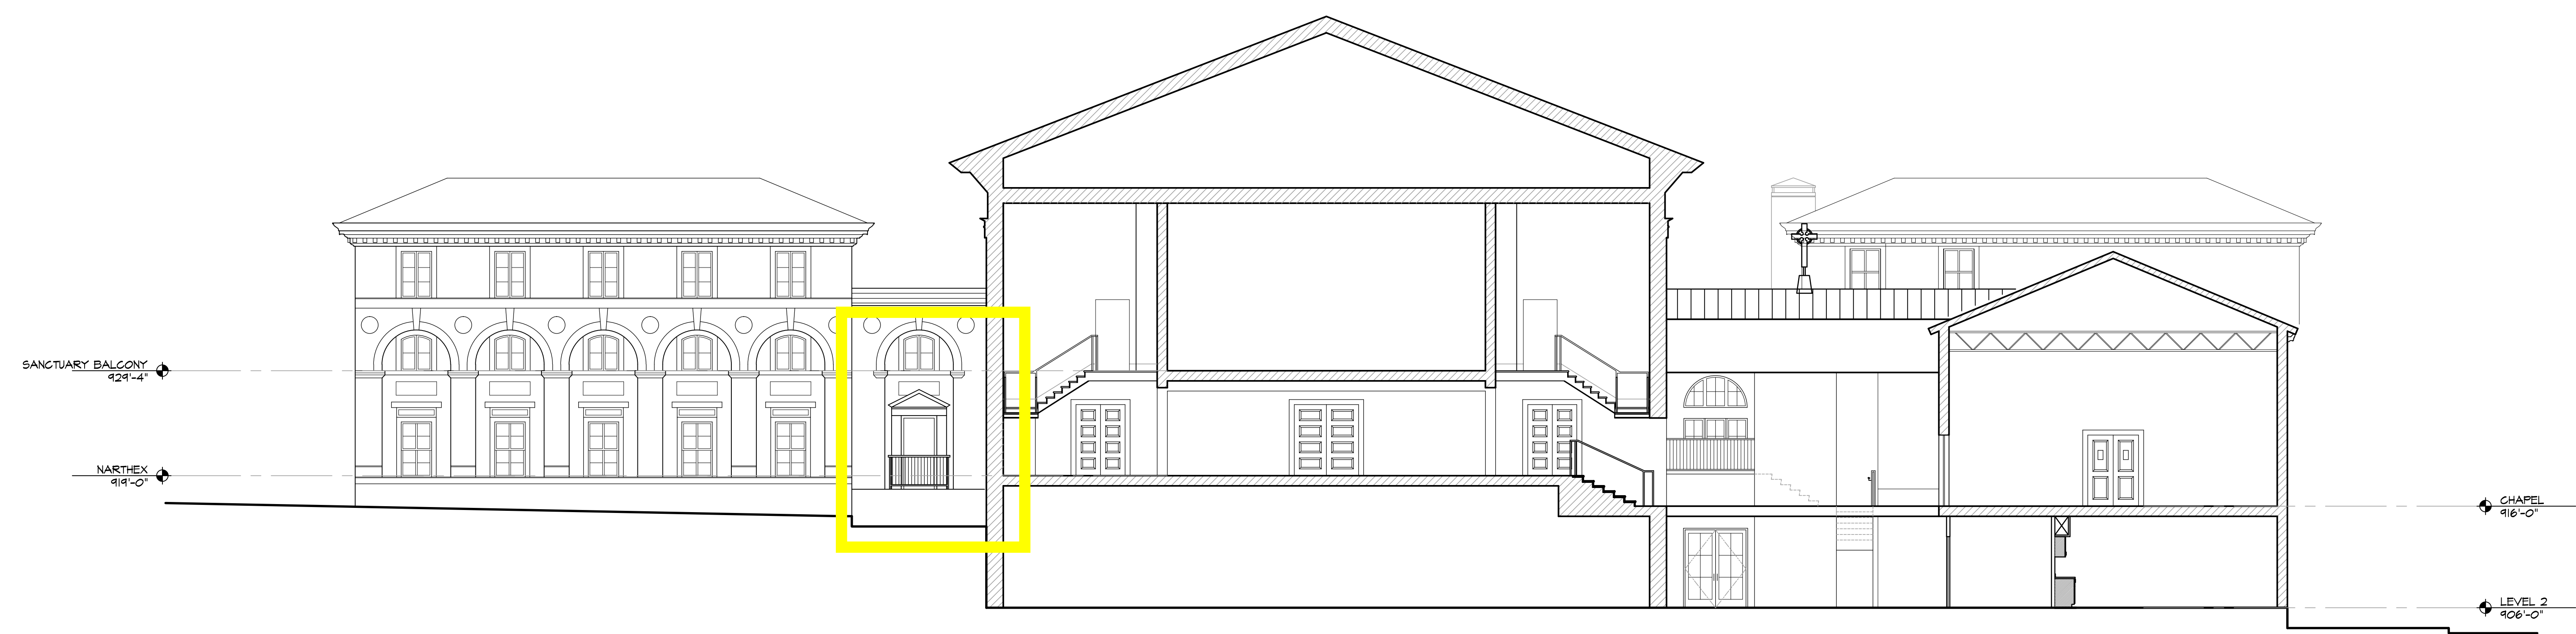 SANCTUARY BALCONY
929'-4"
NARTHEX
919'-0"
CHAPEL
916'-0"
LEVEL 2
906'-0"